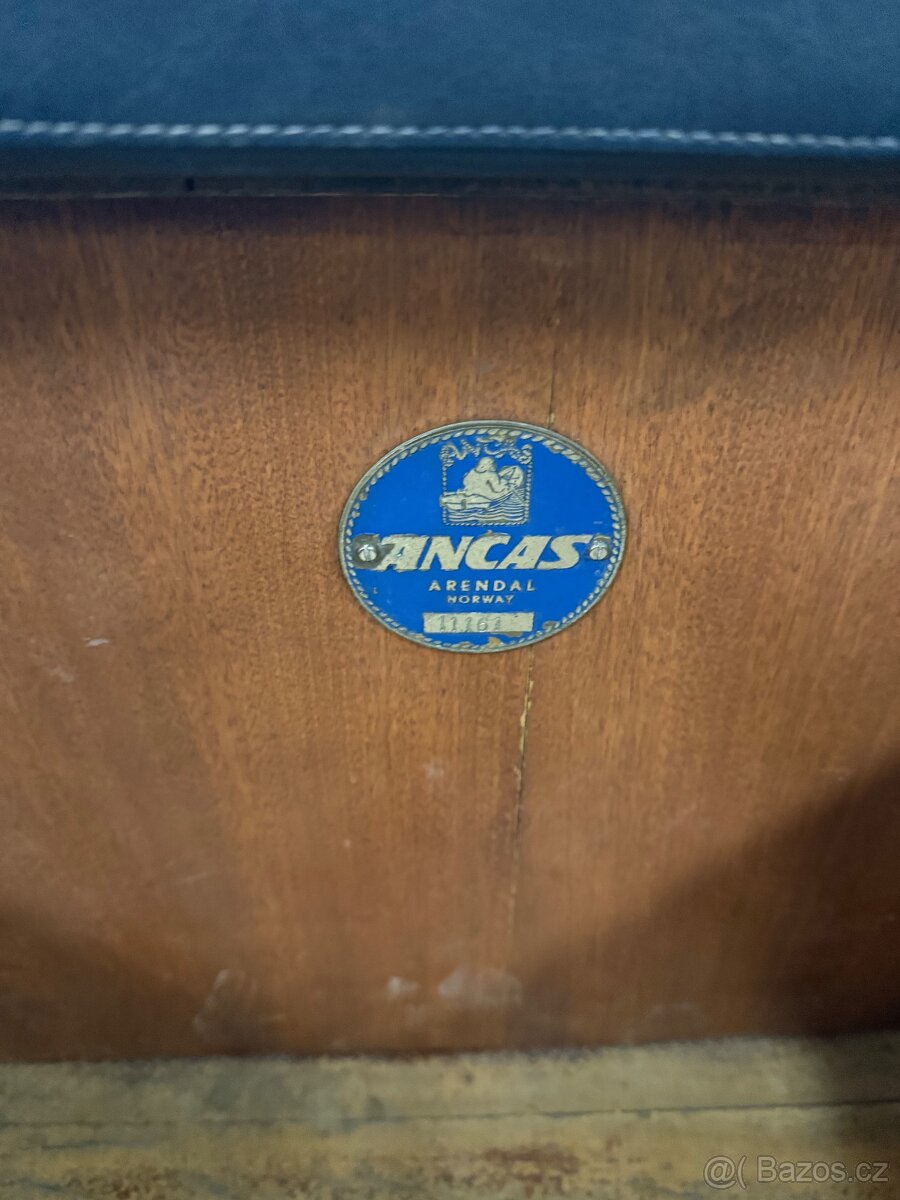 ANCAS
ANCAS
ARENDAL
NORWAY
11161
@( Bazos.cz